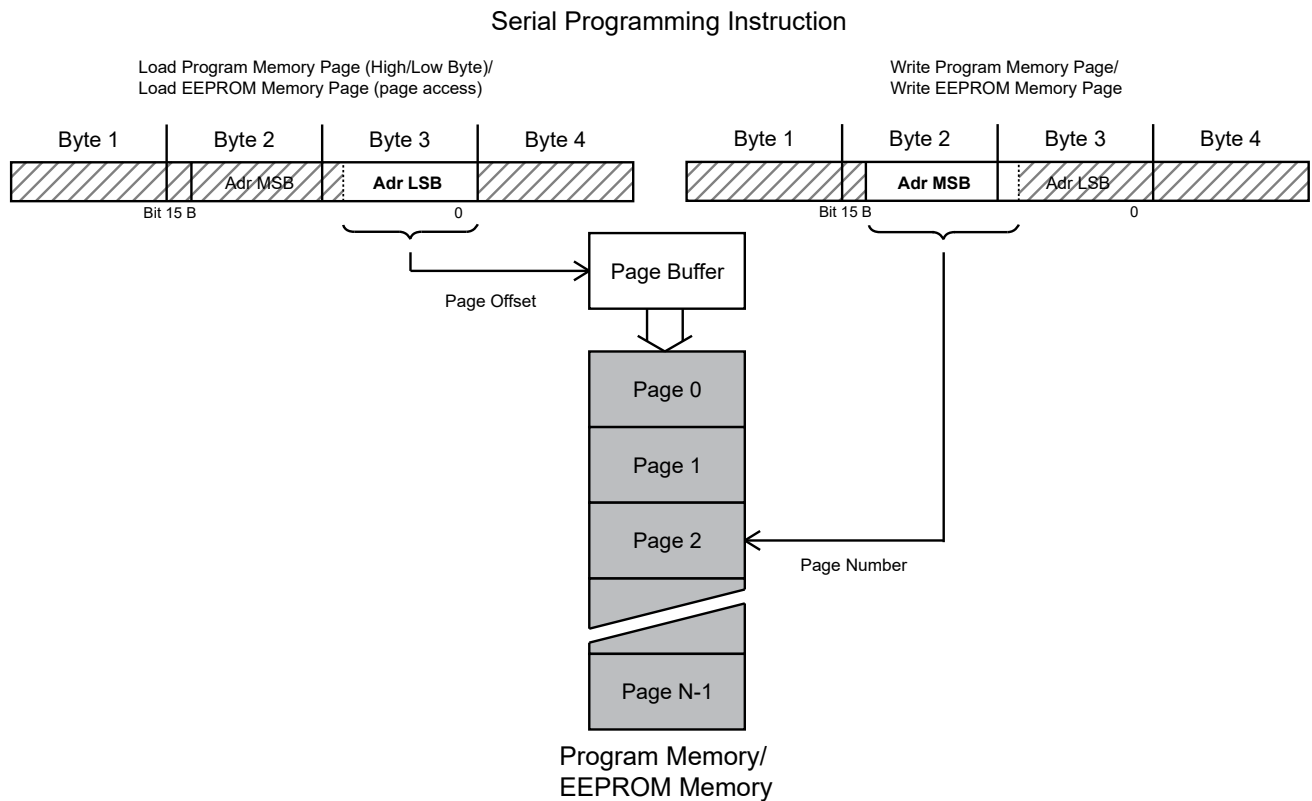 Serial Programming Instruction
Load Program Memory Page (High/Low Byte)/
Load EEPROM Memory Page (page access)
Write Program Memory Page/
Write EEPROM Memory Page
Byte 1 Byte 2 Byte 3 Byte 4
Byte 1 Byte 2 Byte 3 Byte 4
Adr MSB Adr LSB
Adr MSB Adr LSB
Bit 15 B 0
Bit 15 B 0
Page Buffer
Page Offset
Page 0
Page 1
Page 2
Page Number
Page N-1
Program Memory/
EEPROM Memory